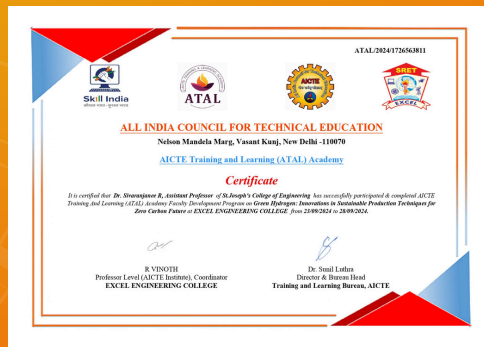 ATAL/2024/1726563811
Skill India
कौशल भारत - कुशल भारत
ATAL
AICTE
SRET
EXCEL
ALL INDIA COUNCIL FOR TECHNICAL EDUCATION
Nelson Mandela Marg, Vasant Kunj, New Delhi -110070
AICTE Training and Learning (ATAL) Academy
Certificate
It is certified that Dr. Sivaranjanee R, Assistant Professor of St.Joseph's College of Engineering has successfully participated & completed AICTE
Training And Learning (ATAL) Academy Faculty Development Program on Green Hydrogen: Innovations in Sustainable Production Techniques for
Zero Carbon Future at EXCEL ENGINEERING COLLEGE from 23/09/2024 to 28/09/2024.
R VINOTH
Professor Level (AICTE Institute), Coordinator
EXCEL ENGINEERING COLLEGE
Dr. Sunil Luthra
Director & Bureau Head
Training and Learning Bureau, AICTE